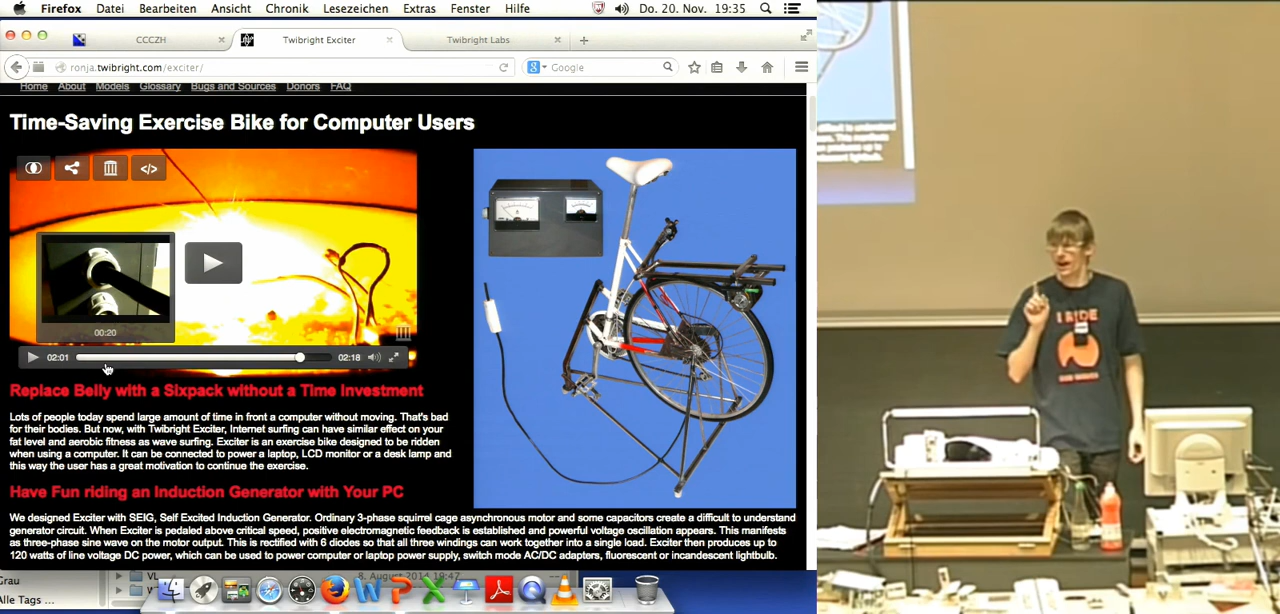 Firefox Datei Bearbeiten Ansicht Chronik Lesezeichen Extras Fenster Hilfe Do. 20. Nov. 19:35
CCCZH Twibright Exciter Twibright Labs
ronja.twibright.com/exciter/ Google
Home About Models Glossary Bugs and Sources Donors FAQ
Time-Saving Exercise Bike for Computer Users
00:20
02:01 02:18
Replace Belly with a Sixpack without a Time Investment
Lots of people today spend large amount of time in front a computer without moving. That's bad
for their bodies. But now, with Twibright Exciter, Internet surfing can have similar effect on your
fat level and aerobic fitness as wave surfing. Exciter is an exercise bike designed to be ridden
when using a computer. It can be connected to power a laptop, LCD monitor or a desk lamp and
this way the user has a great motivation to continue the exercise.
Have Fun riding an Induction Generator with Your PC
We designed Exciter with SEIG, Self Excited Induction Generator. Ordinary 3-phase squirrel cage asynchronous motor and some capacitors create a difficult to understand
generator circuit. When Exciter is pedaled above critical speed, positive electromagnetic feedback is established and powerful voltage oscillation appears. This manifests
as three-phase sine wave on the motor output. This is rectified with 6 diodes so that all three windings can work together into a single load. Exciter then produces up to
120 watts of line voltage DC power, which can be used to power computer or laptop power supply, switch mode AC/DC adapters, fluorescent or incandescent lightbulb.
Grau
Alle Tags ...
VL
8. August 2014 19:47
I RIDE